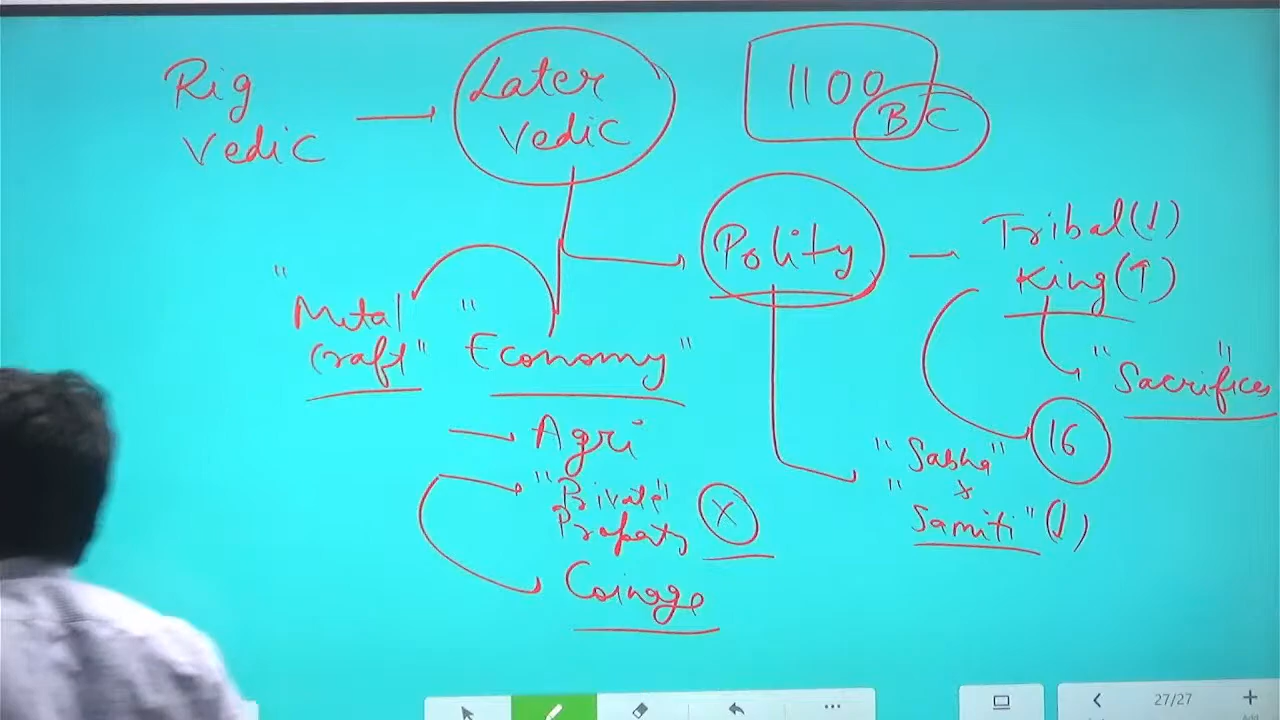 Rig
Vedic
→
Later
Vedic
1100
BC
Polity
→
Tribal(↓)
King(↑)
"Sacrifices"
16
"Metal
Craft"
"Economy"
→ Agri
"Private"
Property
X
Coinage
"Sabha"
&
"Samiti" (↓)
27/27